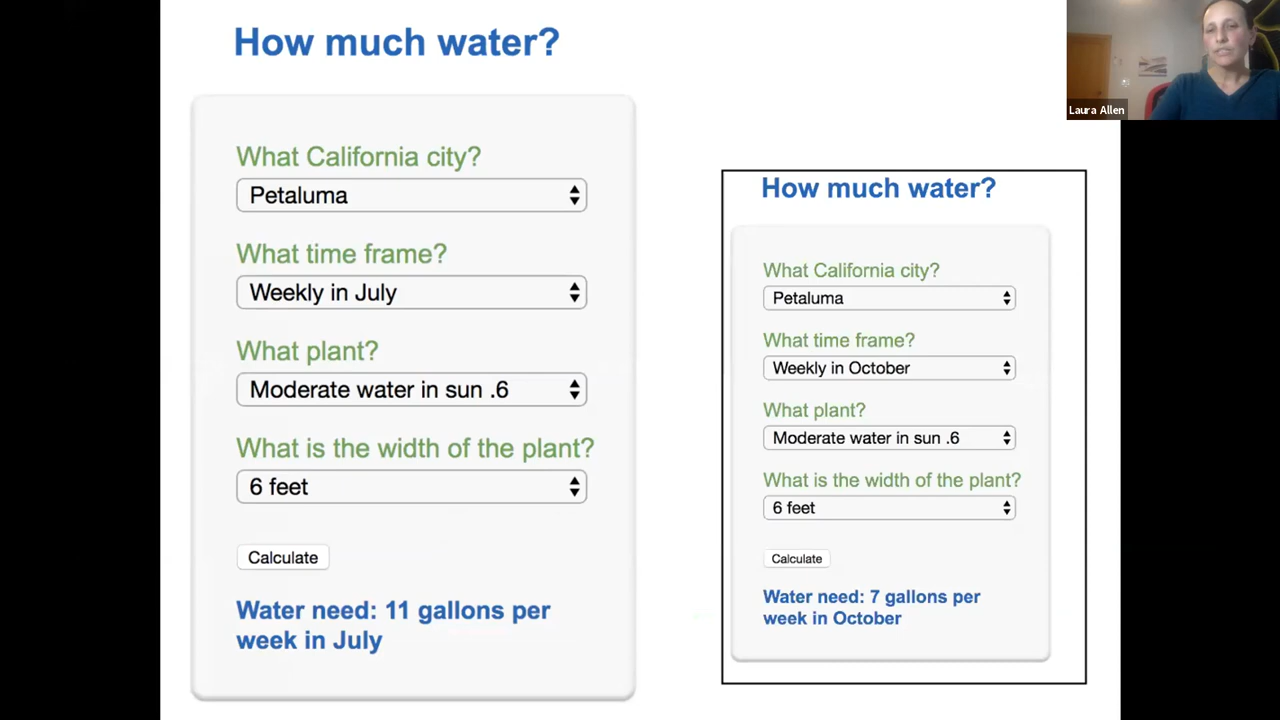 How much water?
What California city?
Petaluma
What time frame?
Weekly in July
What plant?
Moderate water in sun .6
What is the width of the plant?
6 feet
Calculate
Water need: 11 gallons per
week in July
How much water?
What California city?
Petaluma
What time frame?
Weekly in October
What plant?
Moderate water in sun .6
What is the width of the plant?
6 feet
Calculate
Water need: 7 gallons per
week in October
Laura Allen